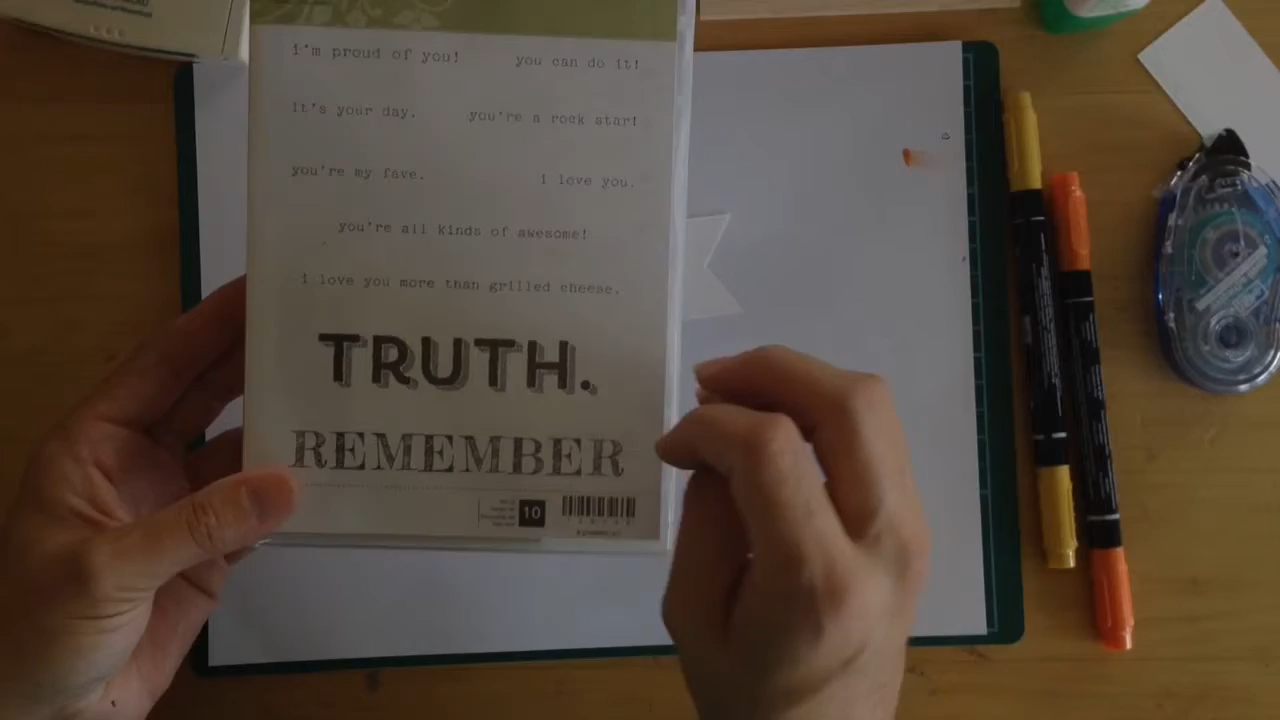 i'm proud of you! you can do it!
it's your day. you're a rock star!
you're my fave. i love you.
you're all kinds of awesome!
i love you more than grilled cheese.
TRUTH.
REMEMBER
10